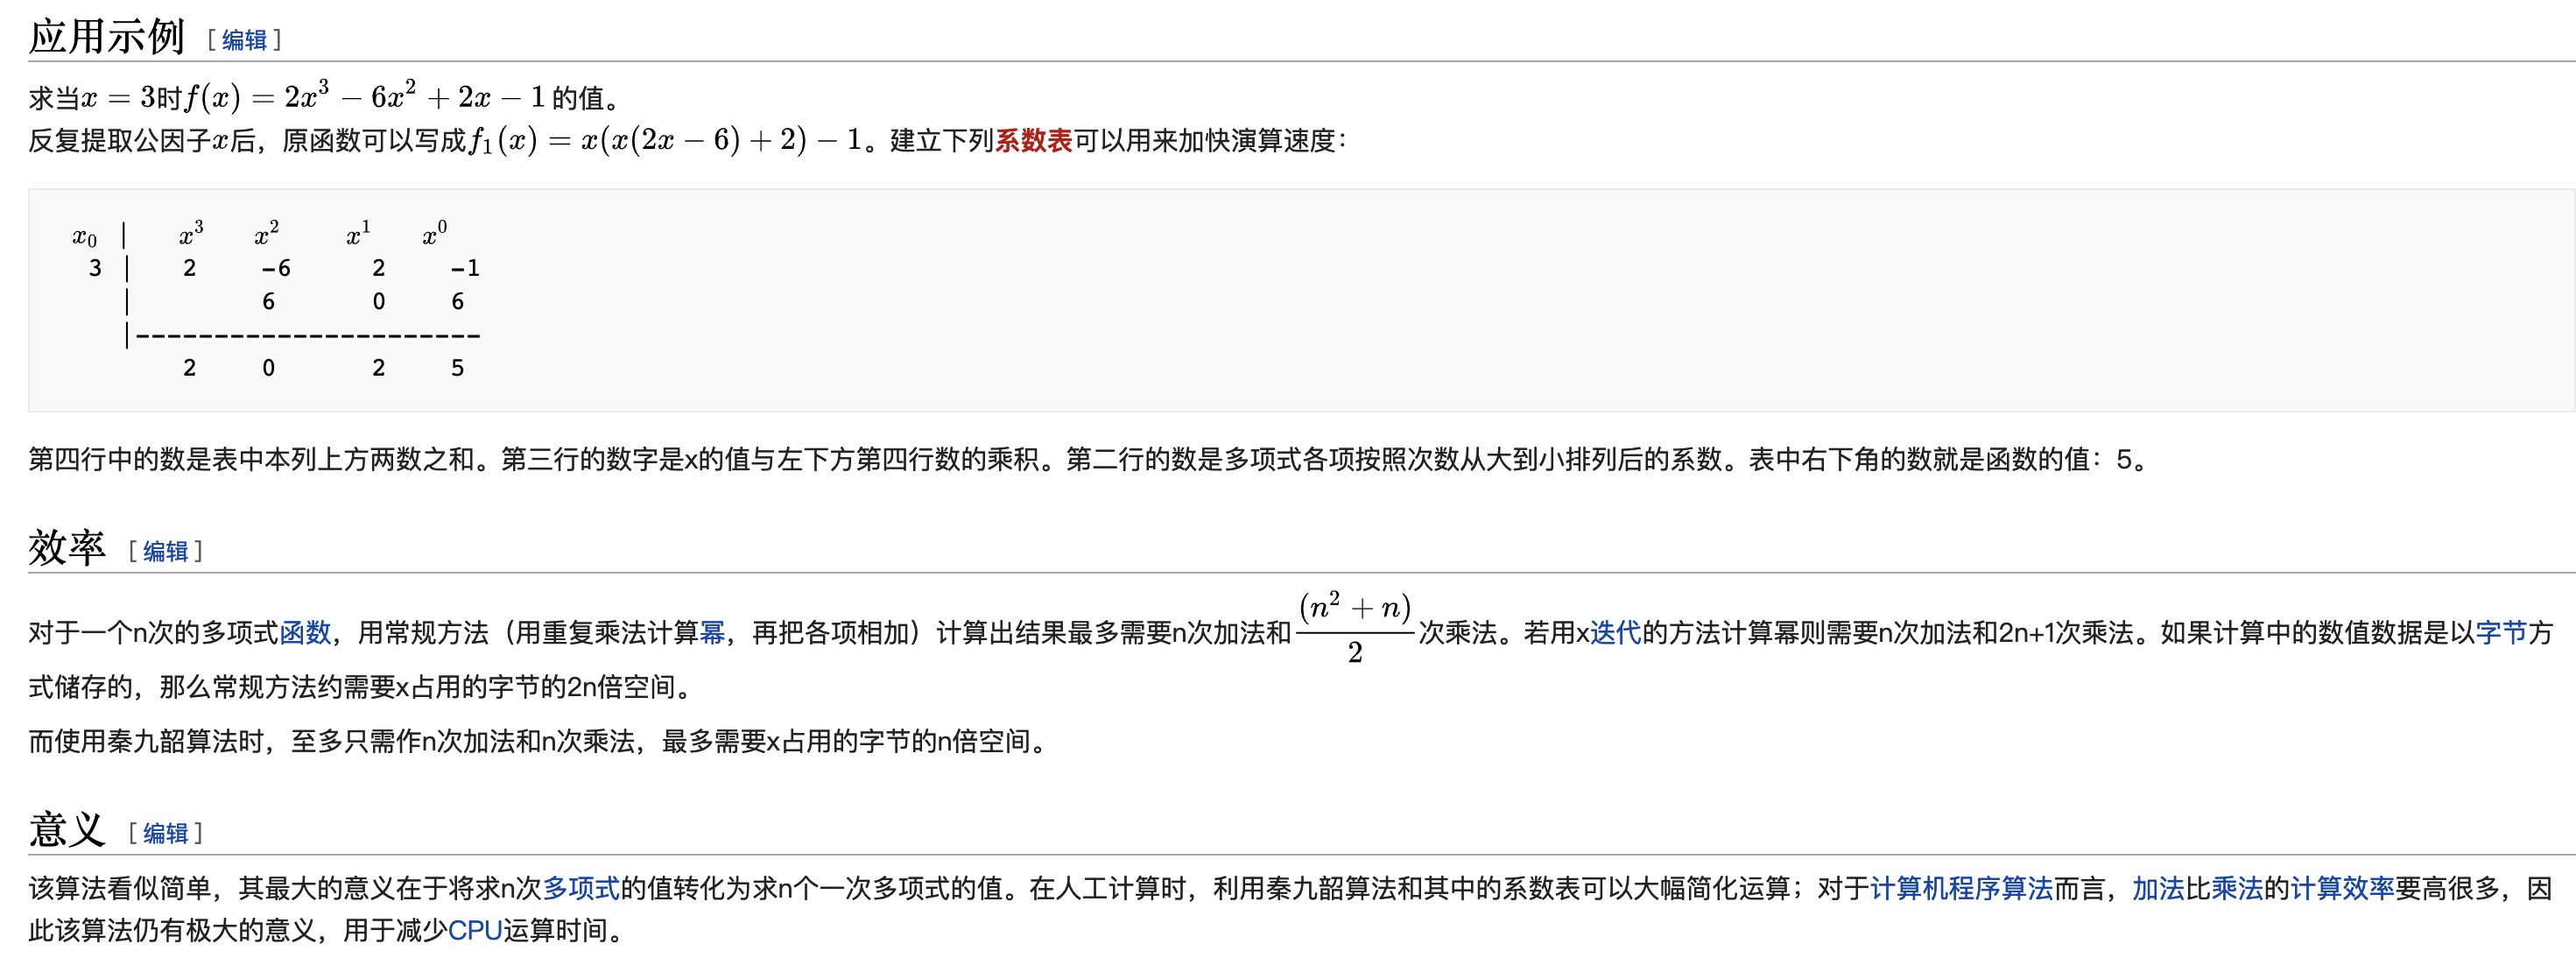 应用示例 [编辑]
求当x = 3时f(x) = 2x³ − 6x² + 2x − 1 的值。
反复提取公因子x后，原函数可以写成f₁(x) = x(x(2x − 6) + 2) − 1。建立下列系数表可以用来加快演算速度：
x₀ | x³ x² x¹ x⁰
3 | 2 -6 2 -1
| 6 0 6
|----------------------
2 0 2 5
第四行中的数是表中本列上方两数之和。第三行的数字是x的值与左下方第四行数的乘积。第二行的数是多项式各项按照次数从大到小排列后的系数。表中右下角的数就是函数的值：5。
效率 [编辑]
对于一个n次的多项式函数，用常规方法（用重复乘法计算幂，再把各项相加）计算出结果最多需要n次加法和(n² + n)/2次乘法。若用x迭代的方法计算幂则需要n次加法和2n+1次乘法。如果计算中的数值数据是以字节方
式储存的，那么常规方法约需要x占用的字节的2n倍空间。
而使用秦九韶算法时，至多只需作n次加法和n次乘法，最多需要x占用的字节的n倍空间。
意义 [编辑]
该算法看似简单，其最大的意义在于将求n次多项式的值转化为求n个一次多项式的值。在人工计算时，利用秦九韶算法和其中的系数表可以大幅简化运算；对于计算机程序算法而言，加法比乘法的计算效率要高很多，因
此该算法仍有极大的意义，用于减少CPU运算时间。